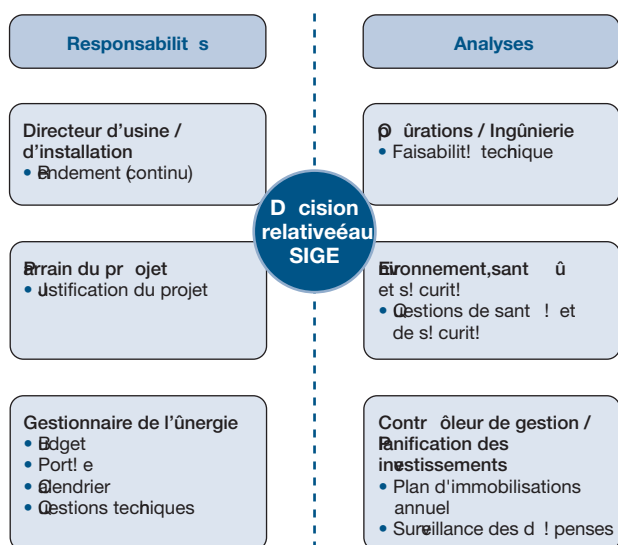 Responsabilit s
Directeur d'usine /
d'installation
• Rendement (continu)
Parrain du pr ojet
• Justification du projet
Gestionnaire de l'ûnergie
• Budget
• Port! e
• Calendrier
• Questions techiques
D cision
relativeéau
SIGE
Analyses
Op ûrations / Ingûnierie
• Faisabilit! techique
Environnement,sant û
et s! curit!
• Questions de sant ! et
de s! curit!
Contr ôleur de gestion /
Planification des
investissements
• Plan d'immobilisations
annuel
• Surveillance des d ! penses